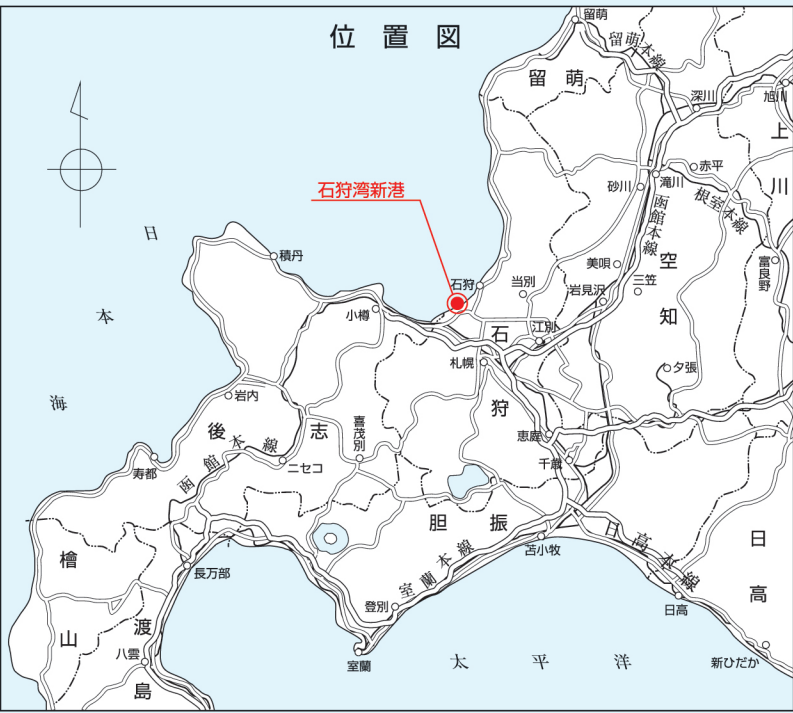 位置図
留萌
留萌本線
留萌
深川
旭川
上川
赤平
滝川
砂川
根室本線
函館本線
石狩湾新港
日本海
積丹
石狩
当別
美唄
空知
三笠
岩見沢
富良野
小樽
江別
石狩
札幌
夕張
岩内
後志
喜茂別
恵庭
函館本線
ニセコ
千歳
寿都
胆振
苫小牧
日高本線
日高
檜山
長万部
室蘭本線
登別
日高
渡島
八雲
室蘭
太平洋
新ひだか